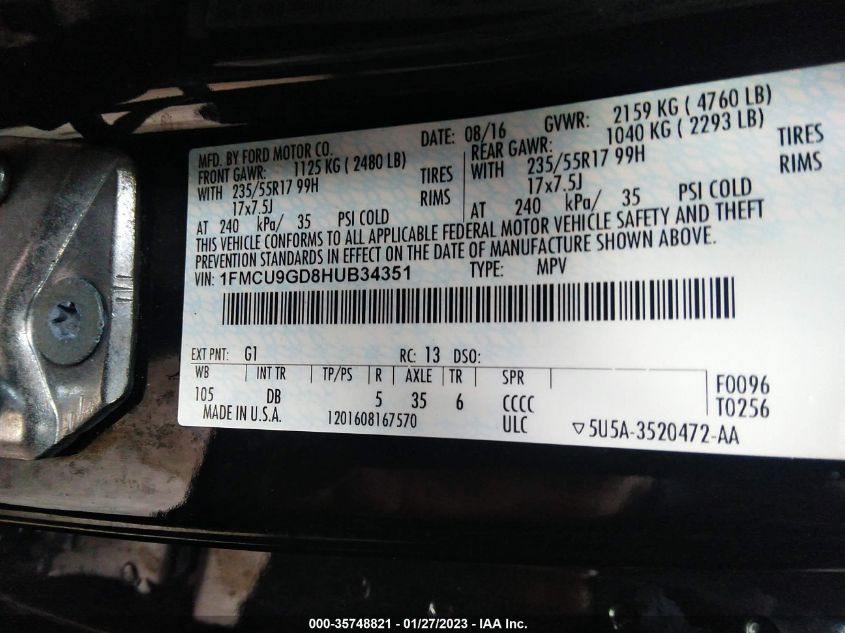 MFD. BY FORD MOTOR CO.
DATE: 08/16 GVWR: 2159 KG ( 4760 LB)
FRONT GAWR: 1125 KG ( 2480 LB)
REAR GAWR: 1040 KG ( 2293 LB)
WITH 235/55R17 99H TIRES
WITH 235/55R17 99H TIRES
17x7.5J RIMS
17x7.5J RIMS
AT 240 kPa/ 35 PSI COLD
AT 240 kPa/ 35 PSI COLD
THIS VEHICLE CONFORMS TO ALL APPLICABLE FEDERAL MOTOR VEHICLE SAFETY AND THEFT
PREVENTION STANDARDS IN EFFECT ON THE DATE OF MANUFACTURE SHOWN ABOVE.
VIN: 1FMCU9GD8HUB34351 TYPE: MPV
EXT PNT: G1 RC: 13 DSO:
WB INT TR TP/PS R AXLE TR SPR
105 DB 5 35 6 CCCC
F0096
T0256
MADE IN U.S.A. 1201608167570 ULC
▽5U5A-3520472-AA
000-35748821 - 01/27/2023 - IAA Inc.